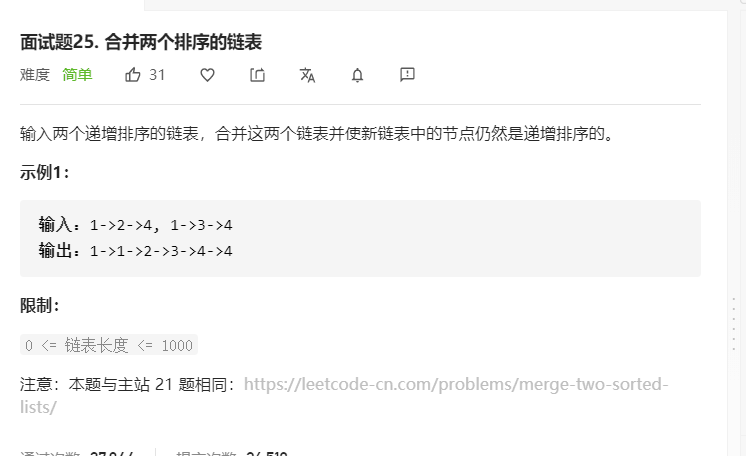 面试题25. 合并两个排序的链表
难度 简单 31
输入两个递增排序的链表，合并这两个链表并使新链表中的节点仍然是递增排序的。
示例1：
输入：1->2->4, 1->3->4
输出：1->1->2->3->4->4
限制：
0 <= 链表长度 <= 1000
注意：本题与主站 21 题相同：https://leetcode-cn.com/problems/merge-two-sorted-
lists/